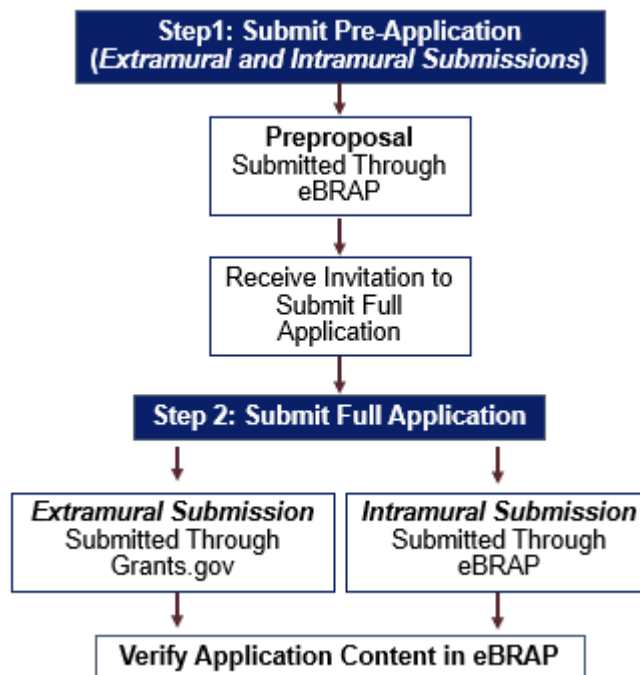 Step1: Submit Pre-Application
(Extramural and Intramural Submissions)
Preproposal
Submitted Through
eBRAP
Receive Invitation to
Submit Full
Application
Step 2: Submit Full Application
Extramural Submission
Submitted Through
Grants.gov
Intramural Submission
Submitted Through
eBRAP
Verify Application Content in eBRAP